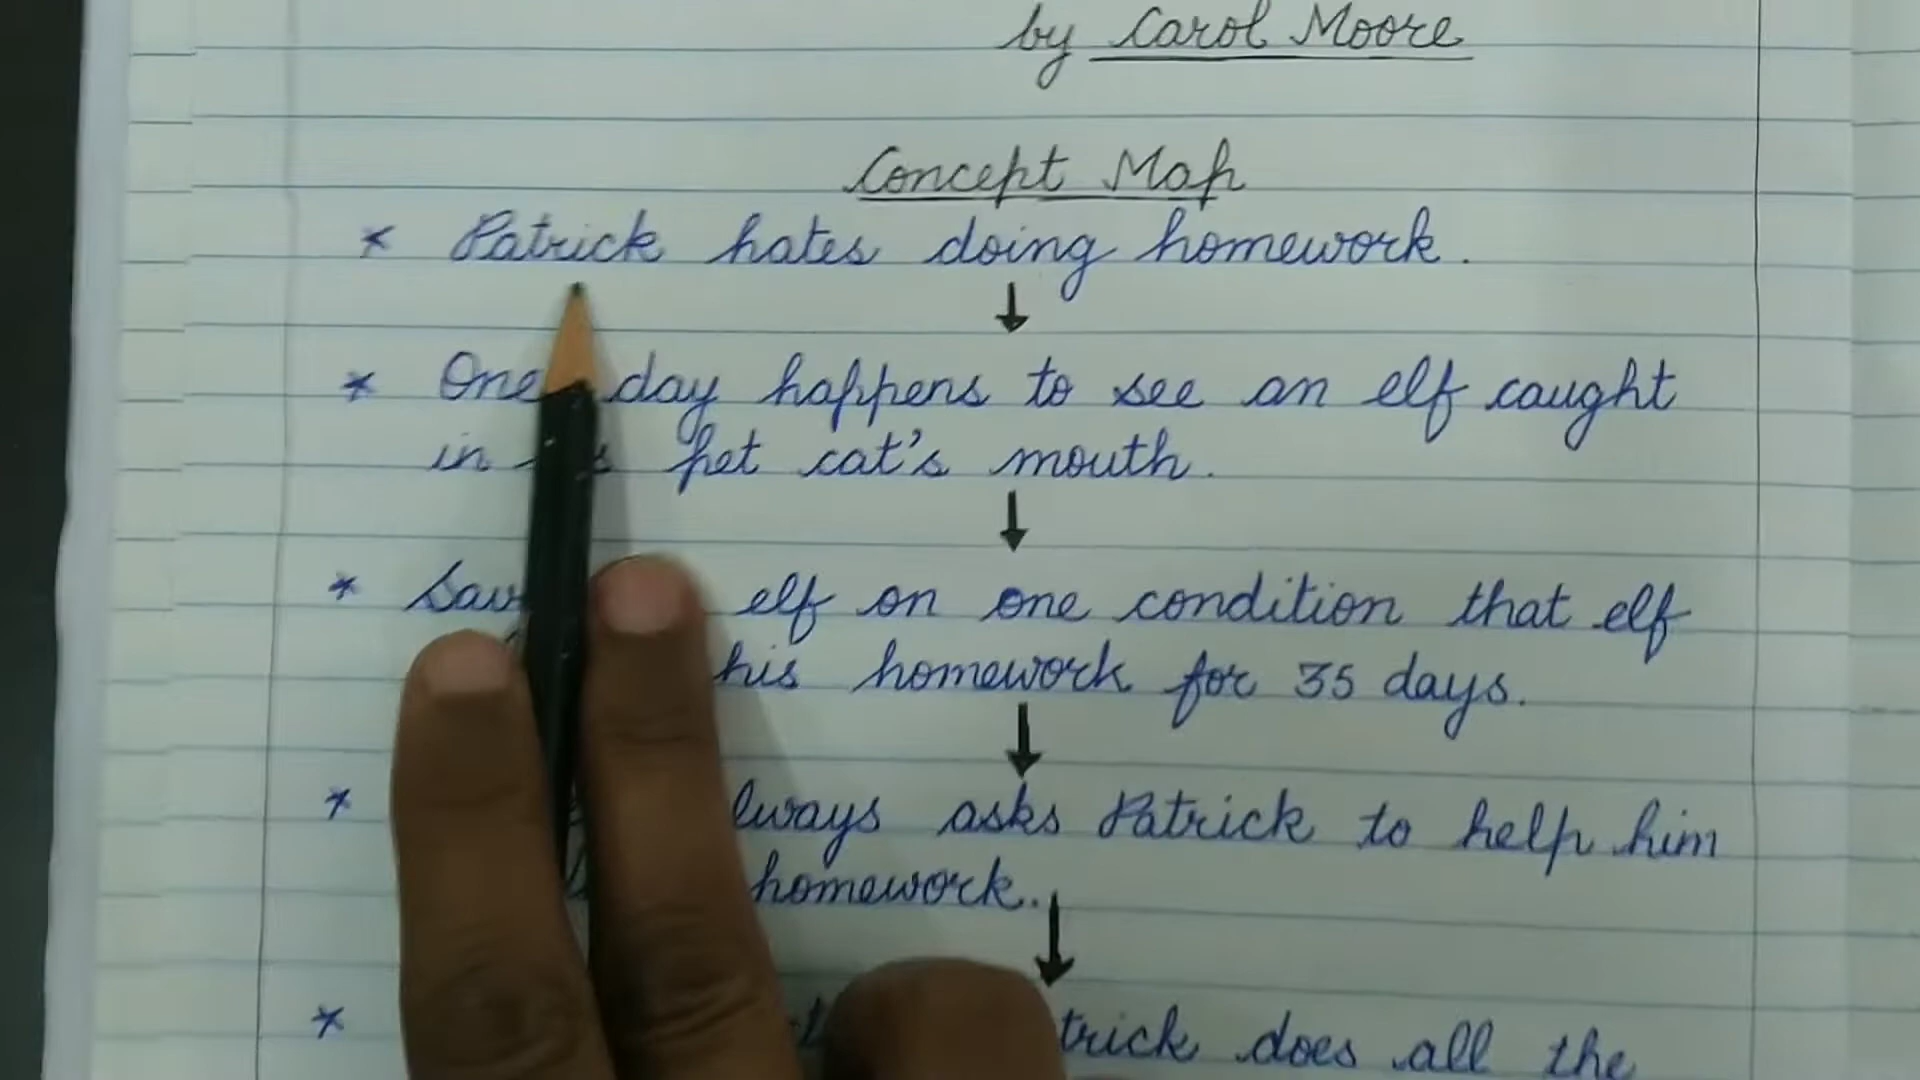 by Carol Moore
Concept Map
* Patrick hates doing homework.
* One day happens to see an elf caught
in pet cat's mouth.
* elf on one condition that elf
his homework for 35 days.
* asks Patrick to help him
homework.
* does all the